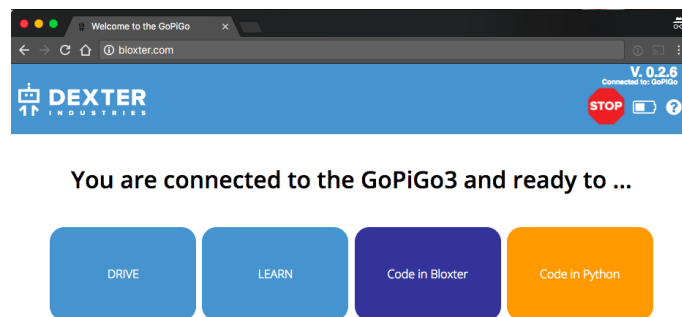 Welcome to the GoPiGo
bloxter.com
V. 0.2.6
Connected to: GoPiGo
DEXTER
INDUSTRIES
STOP
?
You are connected to the GoPiGo3 and ready to ...
DRIVE
LEARN
Code in Bloxter
Code in Python